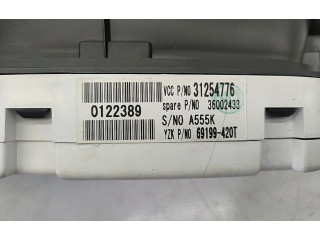 VCC P/NO 31254776
spare P/NO 36002433
0122389
S/NO A555K
YZK P/NO 69199-420T